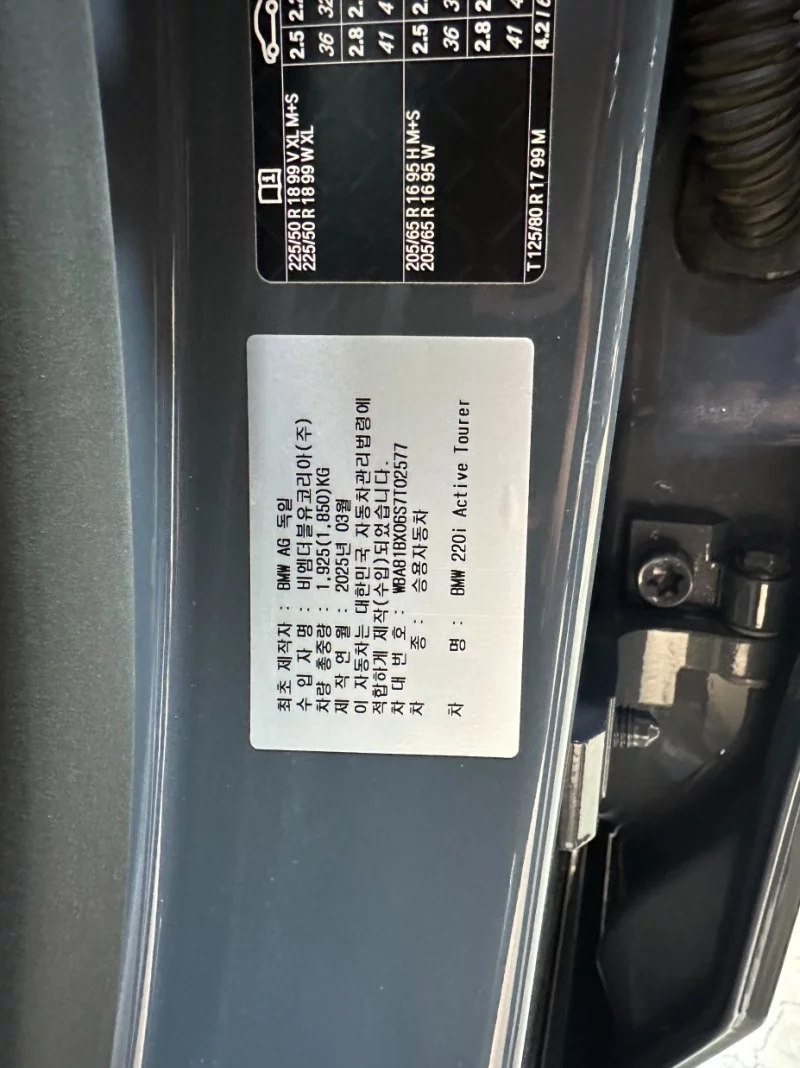 최초 제작자 : BMW AG 독일
수 입 자 명 : 비엠더블유코리아(주)
차량 총중량 : 1,925(1,850)KG
제 작 연 월 : 2025년 03월
이 자동차는 대한민국 자동차관리법령에
적합하게 제작(수입)되었습니다.
차 대 번 호 : WBA81BX06S7T02577
차 종 : 승용자동차
차 명 : BMW 220i Active Tourer
225/50 R 18 99 V XL M+S
225/50 R 18 99 W XL
205/65 R 16 95 H M+S
205/65 R 16 95 W
T 125/80 R 17 99 M
2.5
36
2.8
41
2.5
36
2.8
41
4.2 /